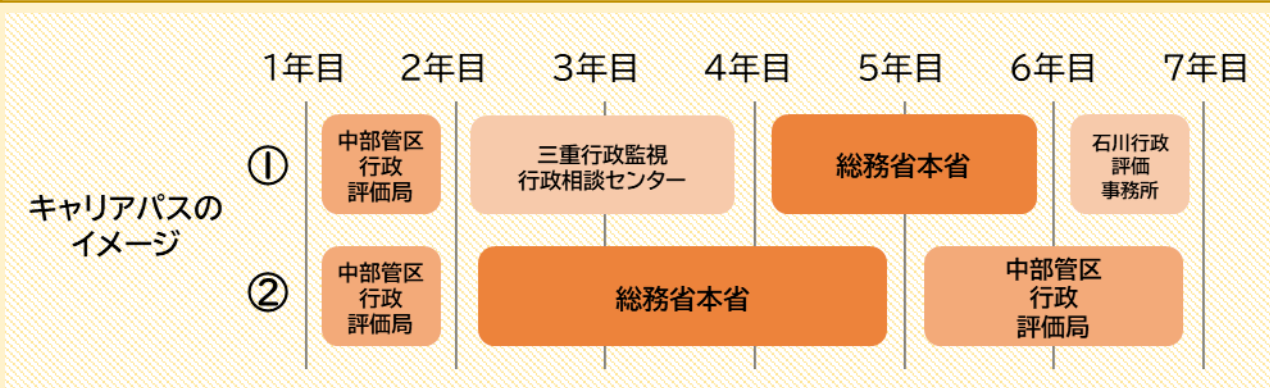 1年目 2年目 3年目 4年目 5年目 6年目 7年目
キャリアパスの
イメージ
①
中部管区
行政
評価局
三重行政監視
行政相談センター
総務省本省
石川行政
評価
事務所
②
中部管区
行政
評価局
総務省本省
中部管区
行政
評価局